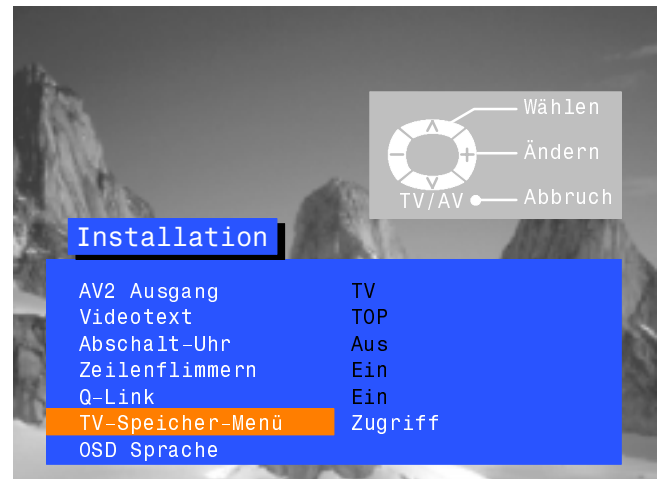 Wählen
Ändern
TV/AV Abbruch
Installation
AV2 Ausgang TV
Videotext TOP
Abschalt-Uhr Aus
Zeilenflimmern Ein
Q-Link Ein
TV-Speicher-Menü Zugriff
OSD Sprache